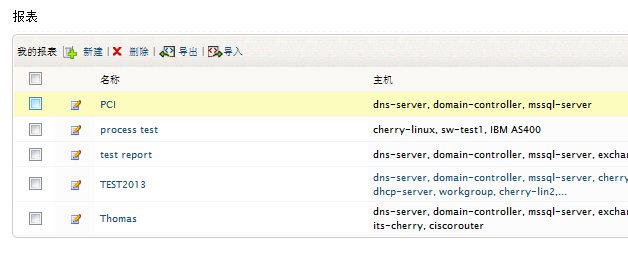 报表
我的报表 新建 | 删除 | 导出 | 导入
名称 主机
PCI dns-server, domain-controller, mssql-server
process test cherry-linux, sw-test1, IBM AS400
test report dns-server, domain-controller, mssql-server, exchan
TEST2013 dns-server, domain-controller, mssql-server, cherry
dhcp-server, workgroup, cherry-lin2,...
Thomas dns-server, domain-controller, mssql-server, exchan
its-cherry, ciscorouter